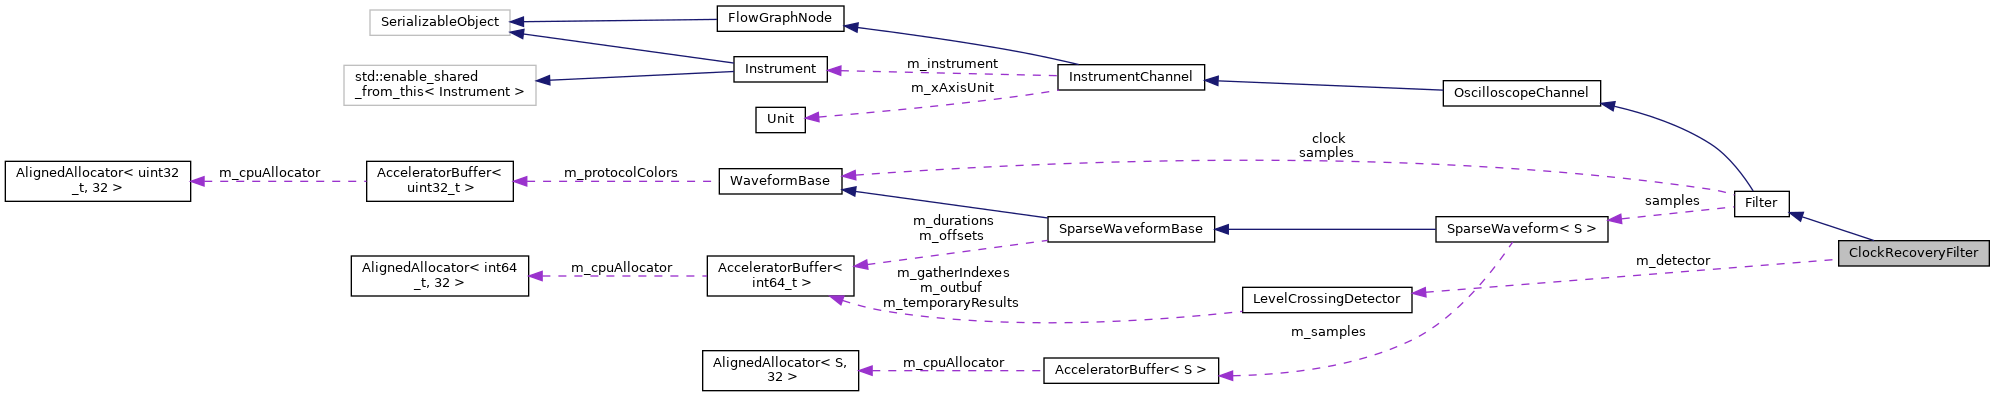 SerializableObject
FlowGraphNode
std::enable_shared
_from_this< Instrument >
Instrument
m_instrument
InstrumentChannel
m_xAxisUnit
Unit
OscilloscopeChannel
clock
samples
AlignedAllocator< uint32
_t, 32 >
m_cpuAllocator
AcceleratorBuffer<
uint32_t >
m_protocolColors
WaveformBase
samples
Filter
m_durations
m_offsets
SparseWaveformBase
SparseWaveform< S >
ClockRecoveryFilter
AlignedAllocator< int64
_t, 32 >
m_cpuAllocator
AcceleratorBuffer<
int64_t >
m_gatherIndexes
m_outbuf
m_temporaryResults
m_detector
LevelCrossingDetector
m_samples
AlignedAllocator< S,
32 >
m_cpuAllocator
AcceleratorBuffer< S >